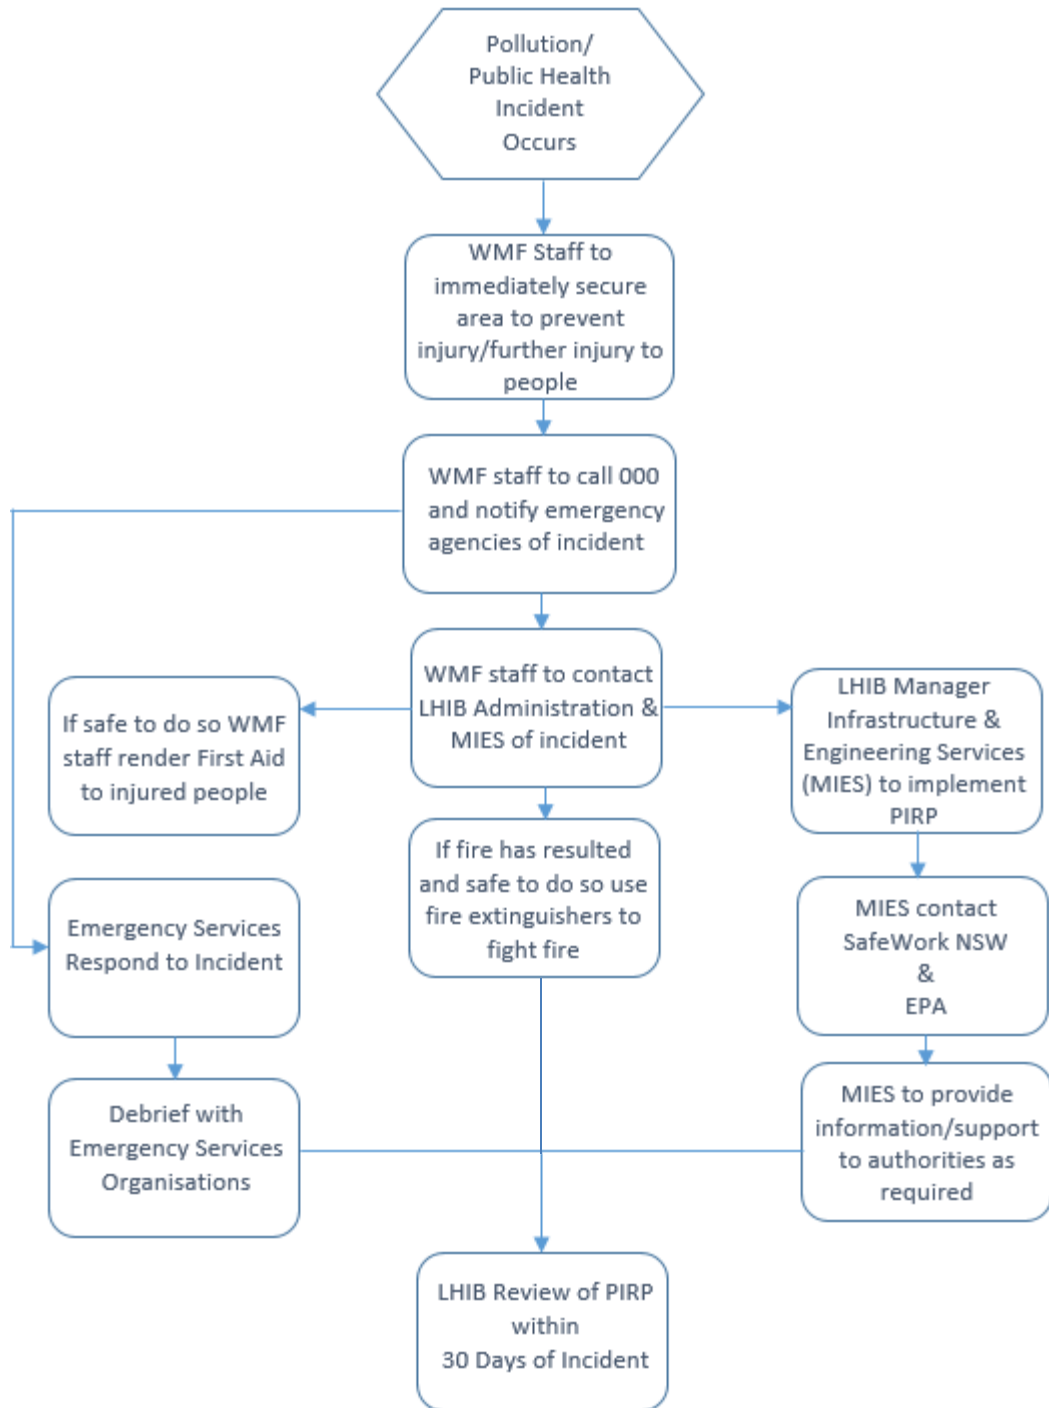 Pollution/
Public Health
Incident
Occurs
WMF Staff to
immediately secure
area to prevent
injury/further injury to
people
WMF staff to call 000
and notify emergency
agencies of incident
WMF staff to contact
LHIB Administration &
MIES of incident
If safe to do so WMF
staff render First Aid
to injured people
LHIB Manager
Infrastructure &
Engineering Services
(MIES) to implement
PIRP
If fire has resulted
and safe to do so use
fire extinguishers to
fight fire
Emergency Services
Respond to Incident
MIES contact
SafeWork NSW
&
EPA
Debrief with
Emergency Services
Organisations
MIES to provide
information/support
to authorities as
required
LHIB Review of PIRP
within
30 Days of Incident